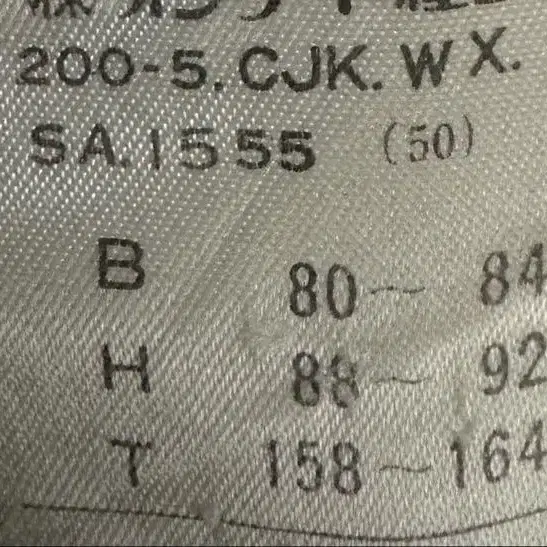 200-5.CJK.WX.
SA.1555 (50)
B 80~ 84
H 88~ 92
T 158~164